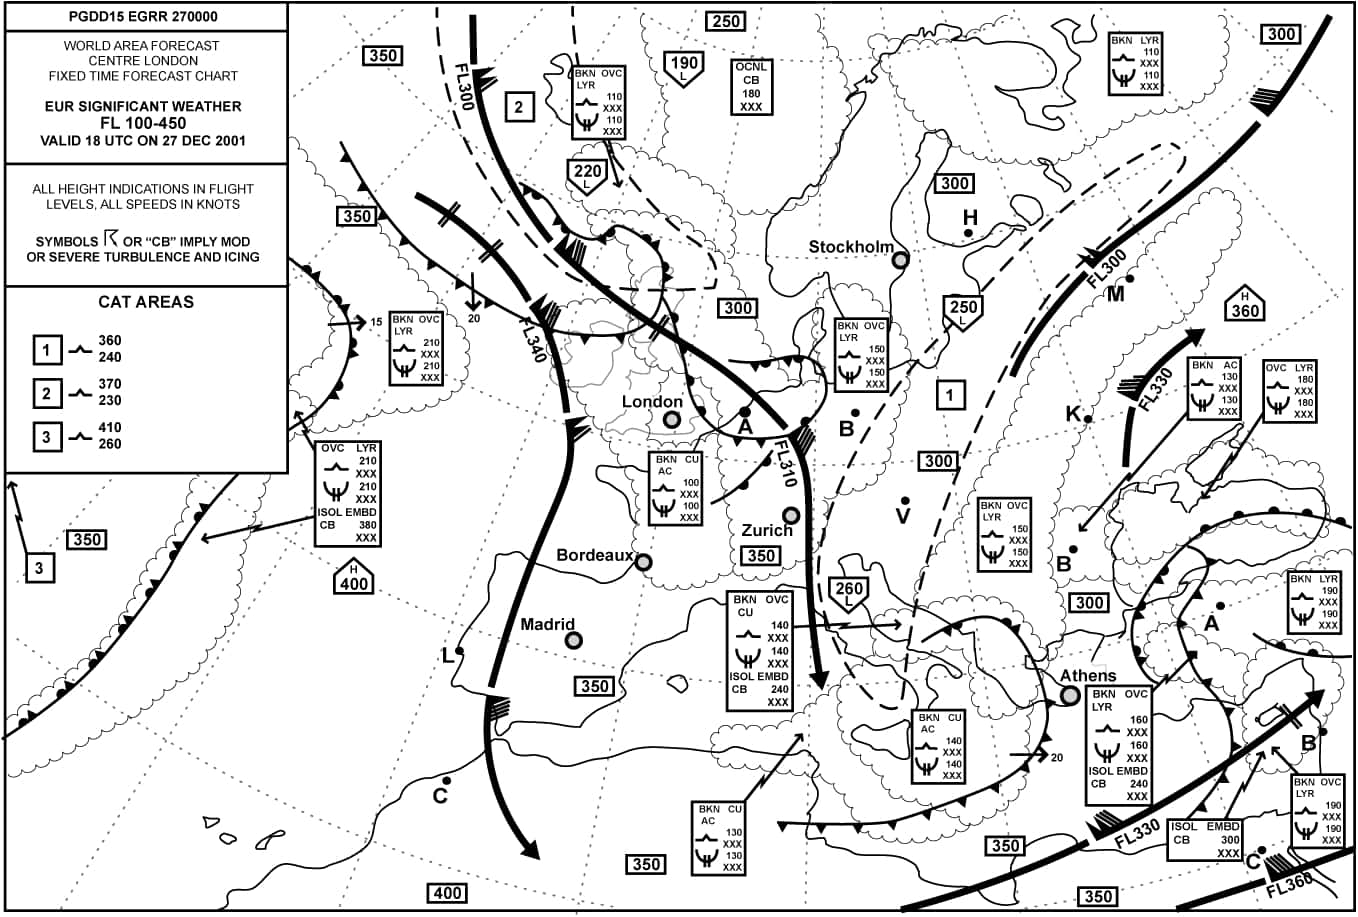 PGDD15 EGRR 270000
WORLD AREA FORECAST
CENTRE LONDON
FIXED TIME FORECAST CHART
EUR SIGNIFICANT WEATHER
FL 100-450
VALID 18 UTC ON 27 DEC 2001
ALL HEIGHT INDICATIONS IN FLIGHT
LEVELS, ALL SPEEDS IN KNOTS
SYMBOLS OR “CB” IMPLY MOD
OR SEVERE TURBULENCE AND ICING
CAT AREAS
1 360
240
2 370
230
3 410
260
350
FL300
2
BKN OVC
LYR
110
XXX
110
XXX
250
190
L
OCNL
CB
180
XXX
BKN LYR
110
XXX
110
XXX
300
220
L
350
300
H
Stockholm
FL300
M
H
360
250
L
300
15
20
BKN OVC
LYR
210
XXX
210
XXX
FL340
BKN OVC
LYR
150
XXX
150
XXX
1
FL330
BKN AC
130
XXX
130
XXX
OVC LYR
180
XXX
180
XXX
London
A
B
K
OVC LYR
210
XXX
210
XXX
ISOL EMBD
CB 380
XXX
BKN CU
AC
100
XXX
100
XXX
FL310
300
V
Zurich
350
BKN OVC
LYR
150
XXX
150
XXX
B
350
3
H
400
Bordeaux
260
L
300
BKN LYR
190
XXX
190
XXX
A
BKN OVC
CU
140
XXX
140
XXX
ISOL EMBD
CB 240
XXX
Madrid
L
350
Athens
BKN OVC
LYR
160
XXX
160
XXX
ISOL EMBD
CB 240
XXX
BKN CU
AC
140
XXX
140
XXX
20
B
C
BKN CU
AC
130
XXX
130
XXX
BKN OVC
LYR
190
XXX
190
XXX
FL330
ISOL EMBD
CB 300
XXX
C
FL360
350
350
400
350